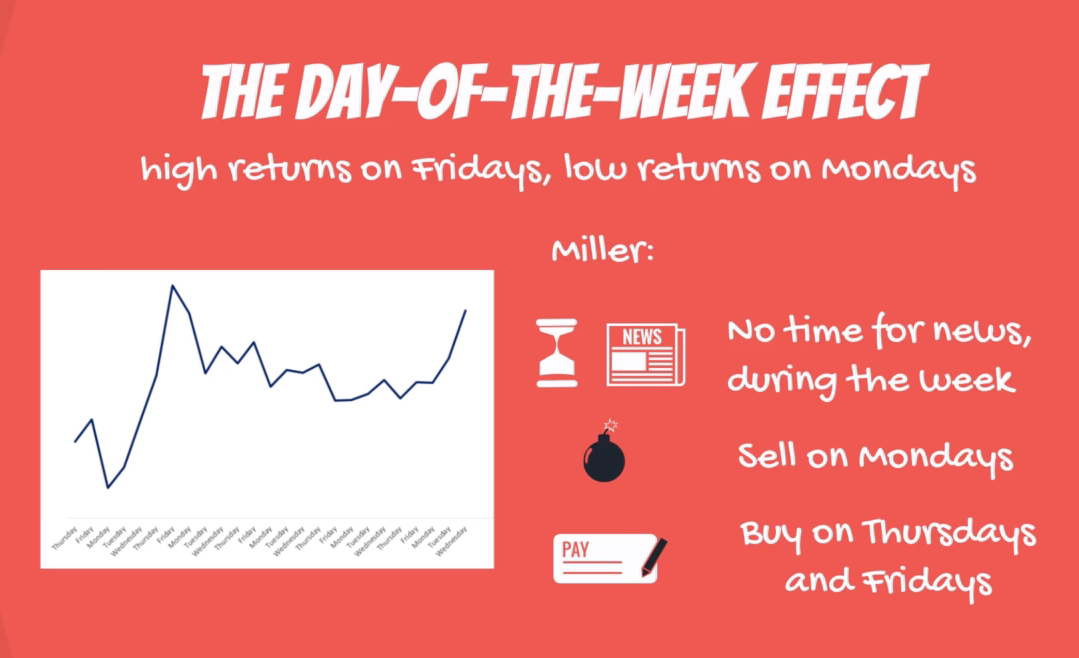 THE DAY-OF-THE-WEEK EFFECT
high returns on Fridays, low returns on Mondays
Miller:
NEWS
No time for news,
during the week
Sell on Mondays
PAY
Buy on Thursdays
and Fridays
Thursday
Friday
Monday
Tuesday
Wednesday
Thursday
Friday
Monday
Tuesday
Wednesday
Thursday
Friday
Monday
Tuesday
Wednesday
Thursday
Friday
Monday
Tuesday
Wednesday
Thursday
Friday
Monday
Tuesday
Wednesday